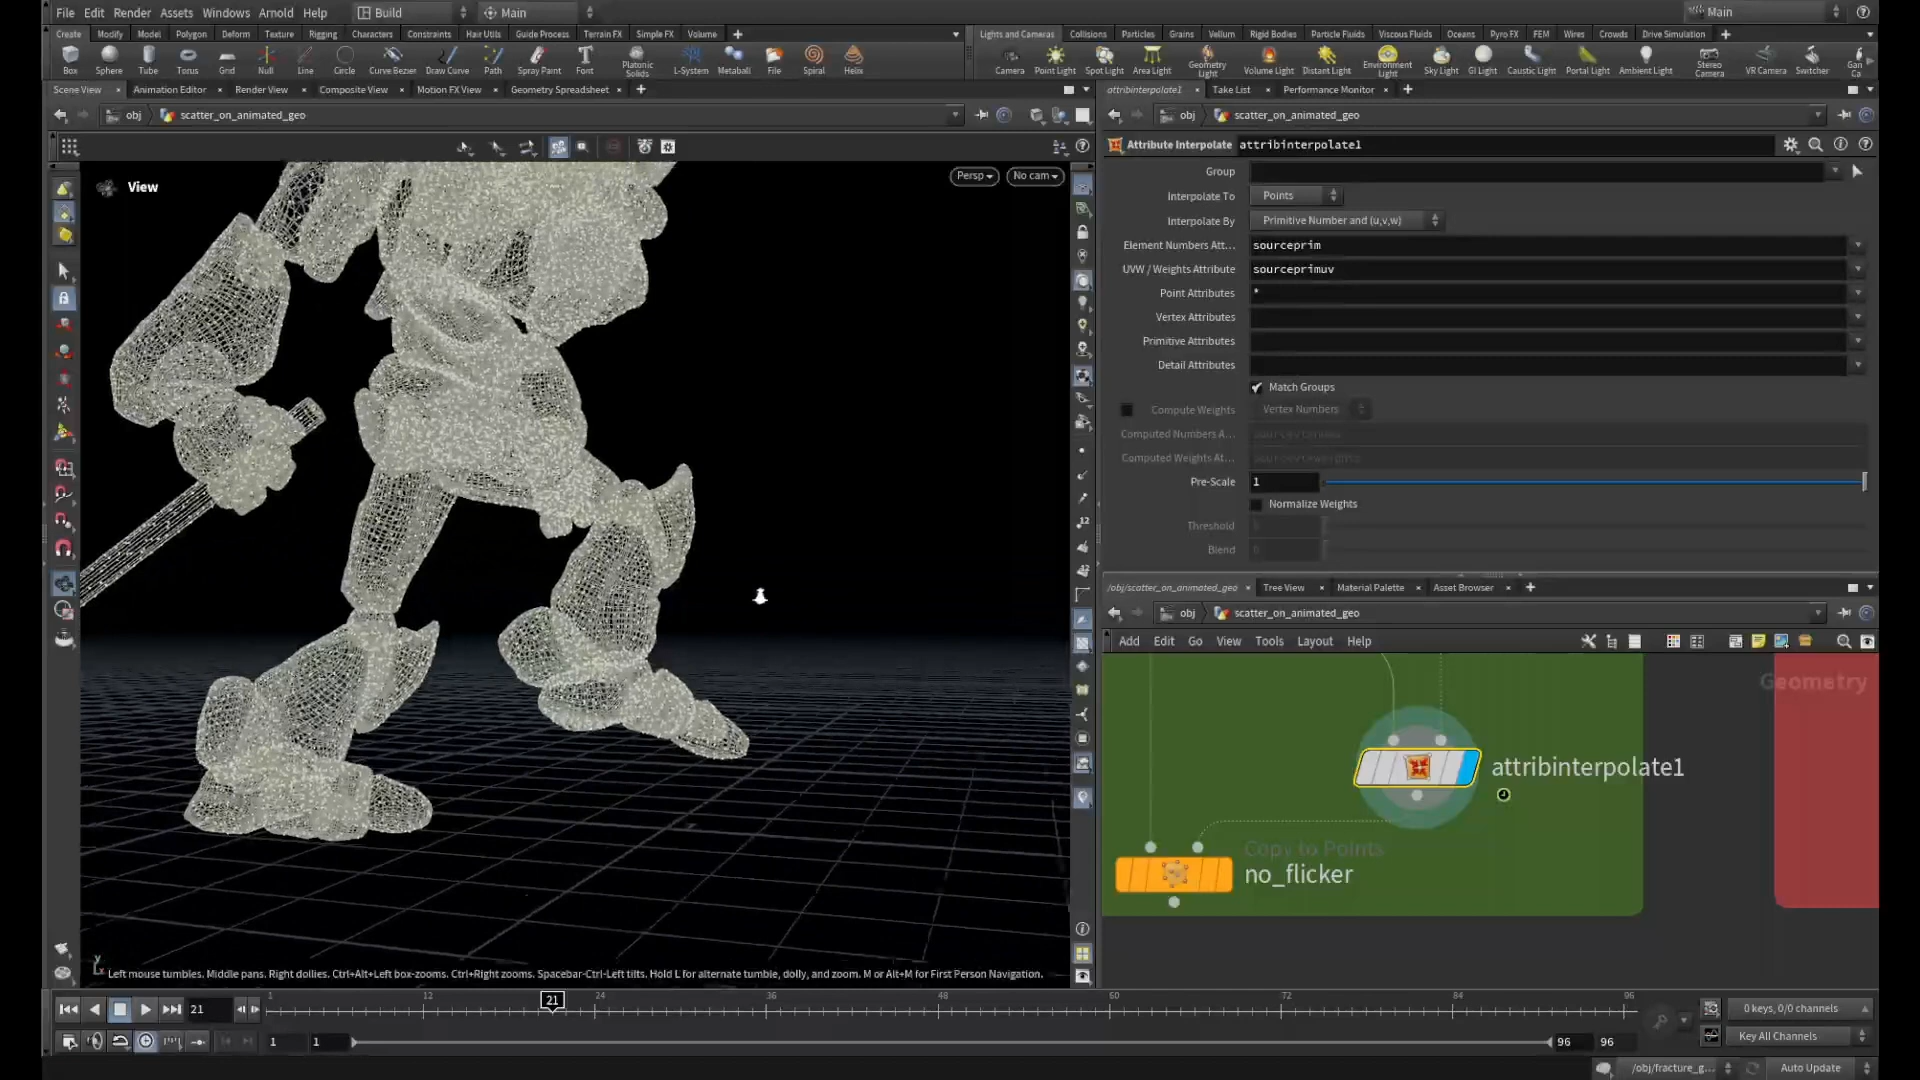 File Edit Render Assets Windows Arnold Help Build Main Main
Create Modify Model Polygon Deform Texture Rigging Characters Constraints Hair Utils Guide Process Terrain FX Simple FX Volume
Lights and Cameras Collisions Particles Grains Vellum Rigid Bodies Particle Fluids Viscous Fluids Oceans Pyro FX FEM Wires Crowds Drive Simulation
Box Sphere Tube Torus Grid Null Line Circle Curve Bezier Draw Curve Path Spray Paint Font Platonic Solids L-System Metaball File Spiral Helix
Camera Point Light Spot Light Area Light Geometry Light Volume Light Distant Light Environment Light Sky Light GI Light Caustic Light Portal Light Ambient Light Stereo Camera VR Camera Switcher Gan Ca
Scene View Animation Editor Render View Composite View Motion FX View Geometry Spreadsheet
attribinterpolate1 Take List Performance Monitor
obj scatter_on_animated_geo
obj scatter_on_animated_geo
Attribute Interpolate attribinterpolate1
View
Persp No cam
Group
Interpolate To Points
Interpolate By Primitive Number and (u,v,w)
Element Numbers Att... sourceprim
UVW / Weights Attribute sourceprimuv
Point Attributes *
Vertex Attributes
Primitive Attributes
Detail Attributes
Match Groups
Compute Weights Vertex Numbers
Computed Numbers A...
Computed Weights At...
Pre-Scale 1
Normalize Weights
Threshold
Blend
/obj/scatter_on_animated_geo Tree View Material Palette Asset Browser
obj scatter_on_animated_geo
Add Edit Go View Tools Layout Help
Geometry
attribinterpolate1
Copy to Points
no_flicker
Left mouse tumbles. Middle pans. Right dollies. Ctrl+Alt+Left box-zooms. Ctrl+Right zooms. Spacebar-Ctrl-Left tilts. Hold L for alternate tumble, dolly, and zoom. M or Alt+M for First Person Navigation.
21 1 12 21 24 36 48 60 72 84 96
0 keys, 0/0 channels
1 1 96 96
Key All Channels
/obj/fracture_g... Auto Update